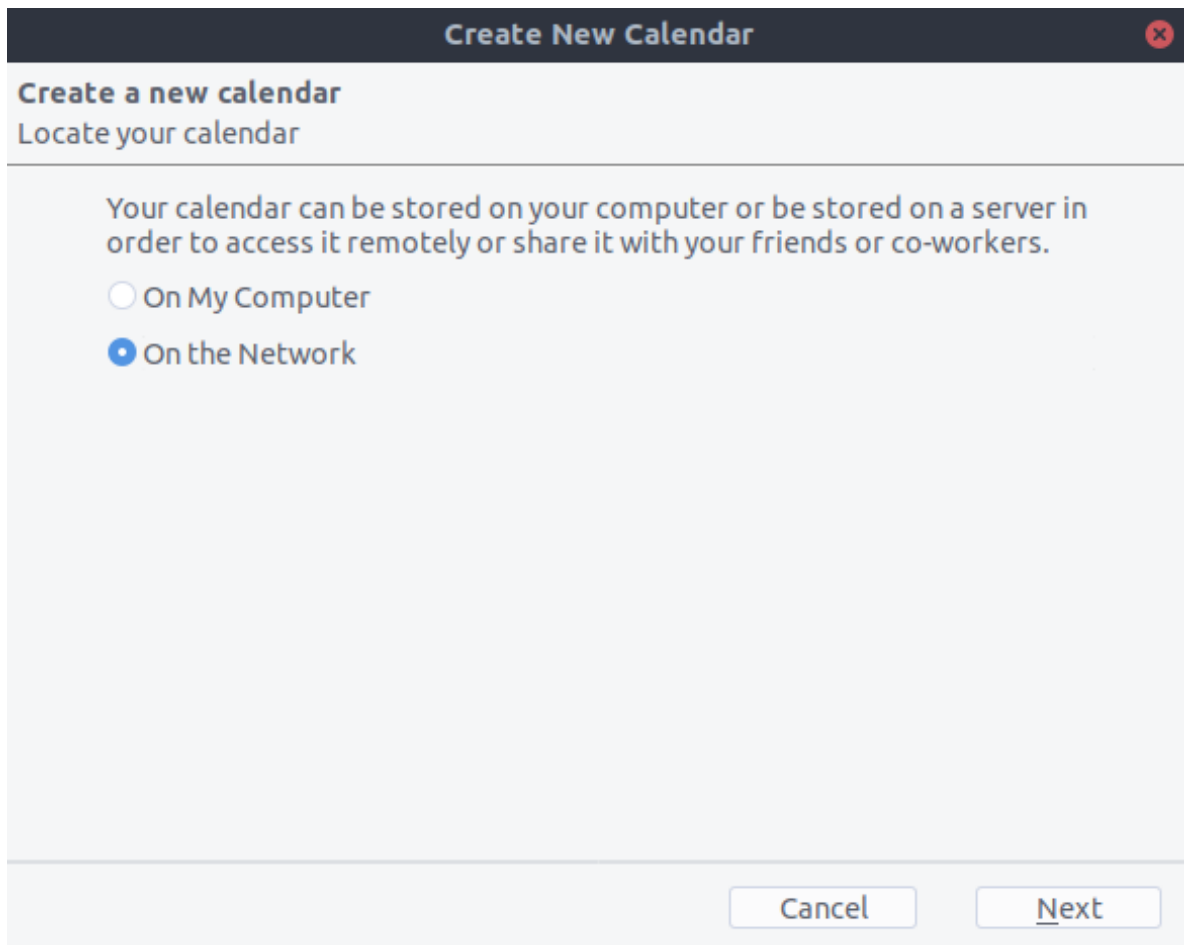 Create New Calendar
Create a new calendar
Locate your calendar
Your calendar can be stored on your computer or be stored on a server in
order to access it remotely or share it with your friends or co-workers.
On My Computer
On the Network
Cancel
Next